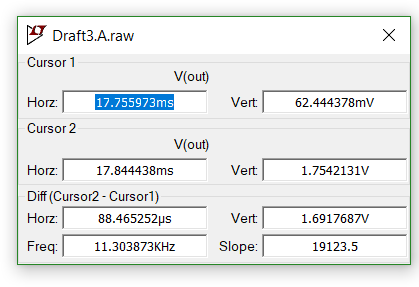 Draft3.A.raw
Cursor 1
V(out)
Horz: 17.755973ms Vert: 62.444378mV
Cursor 2
V(out)
Horz: 17.844438ms Vert: 1.7542131V
Diff (Cursor2 - Cursor1)
Horz: 88.465252µs Vert: 1.6917687V
Freq: 11.303873KHz Slope: 19123.5